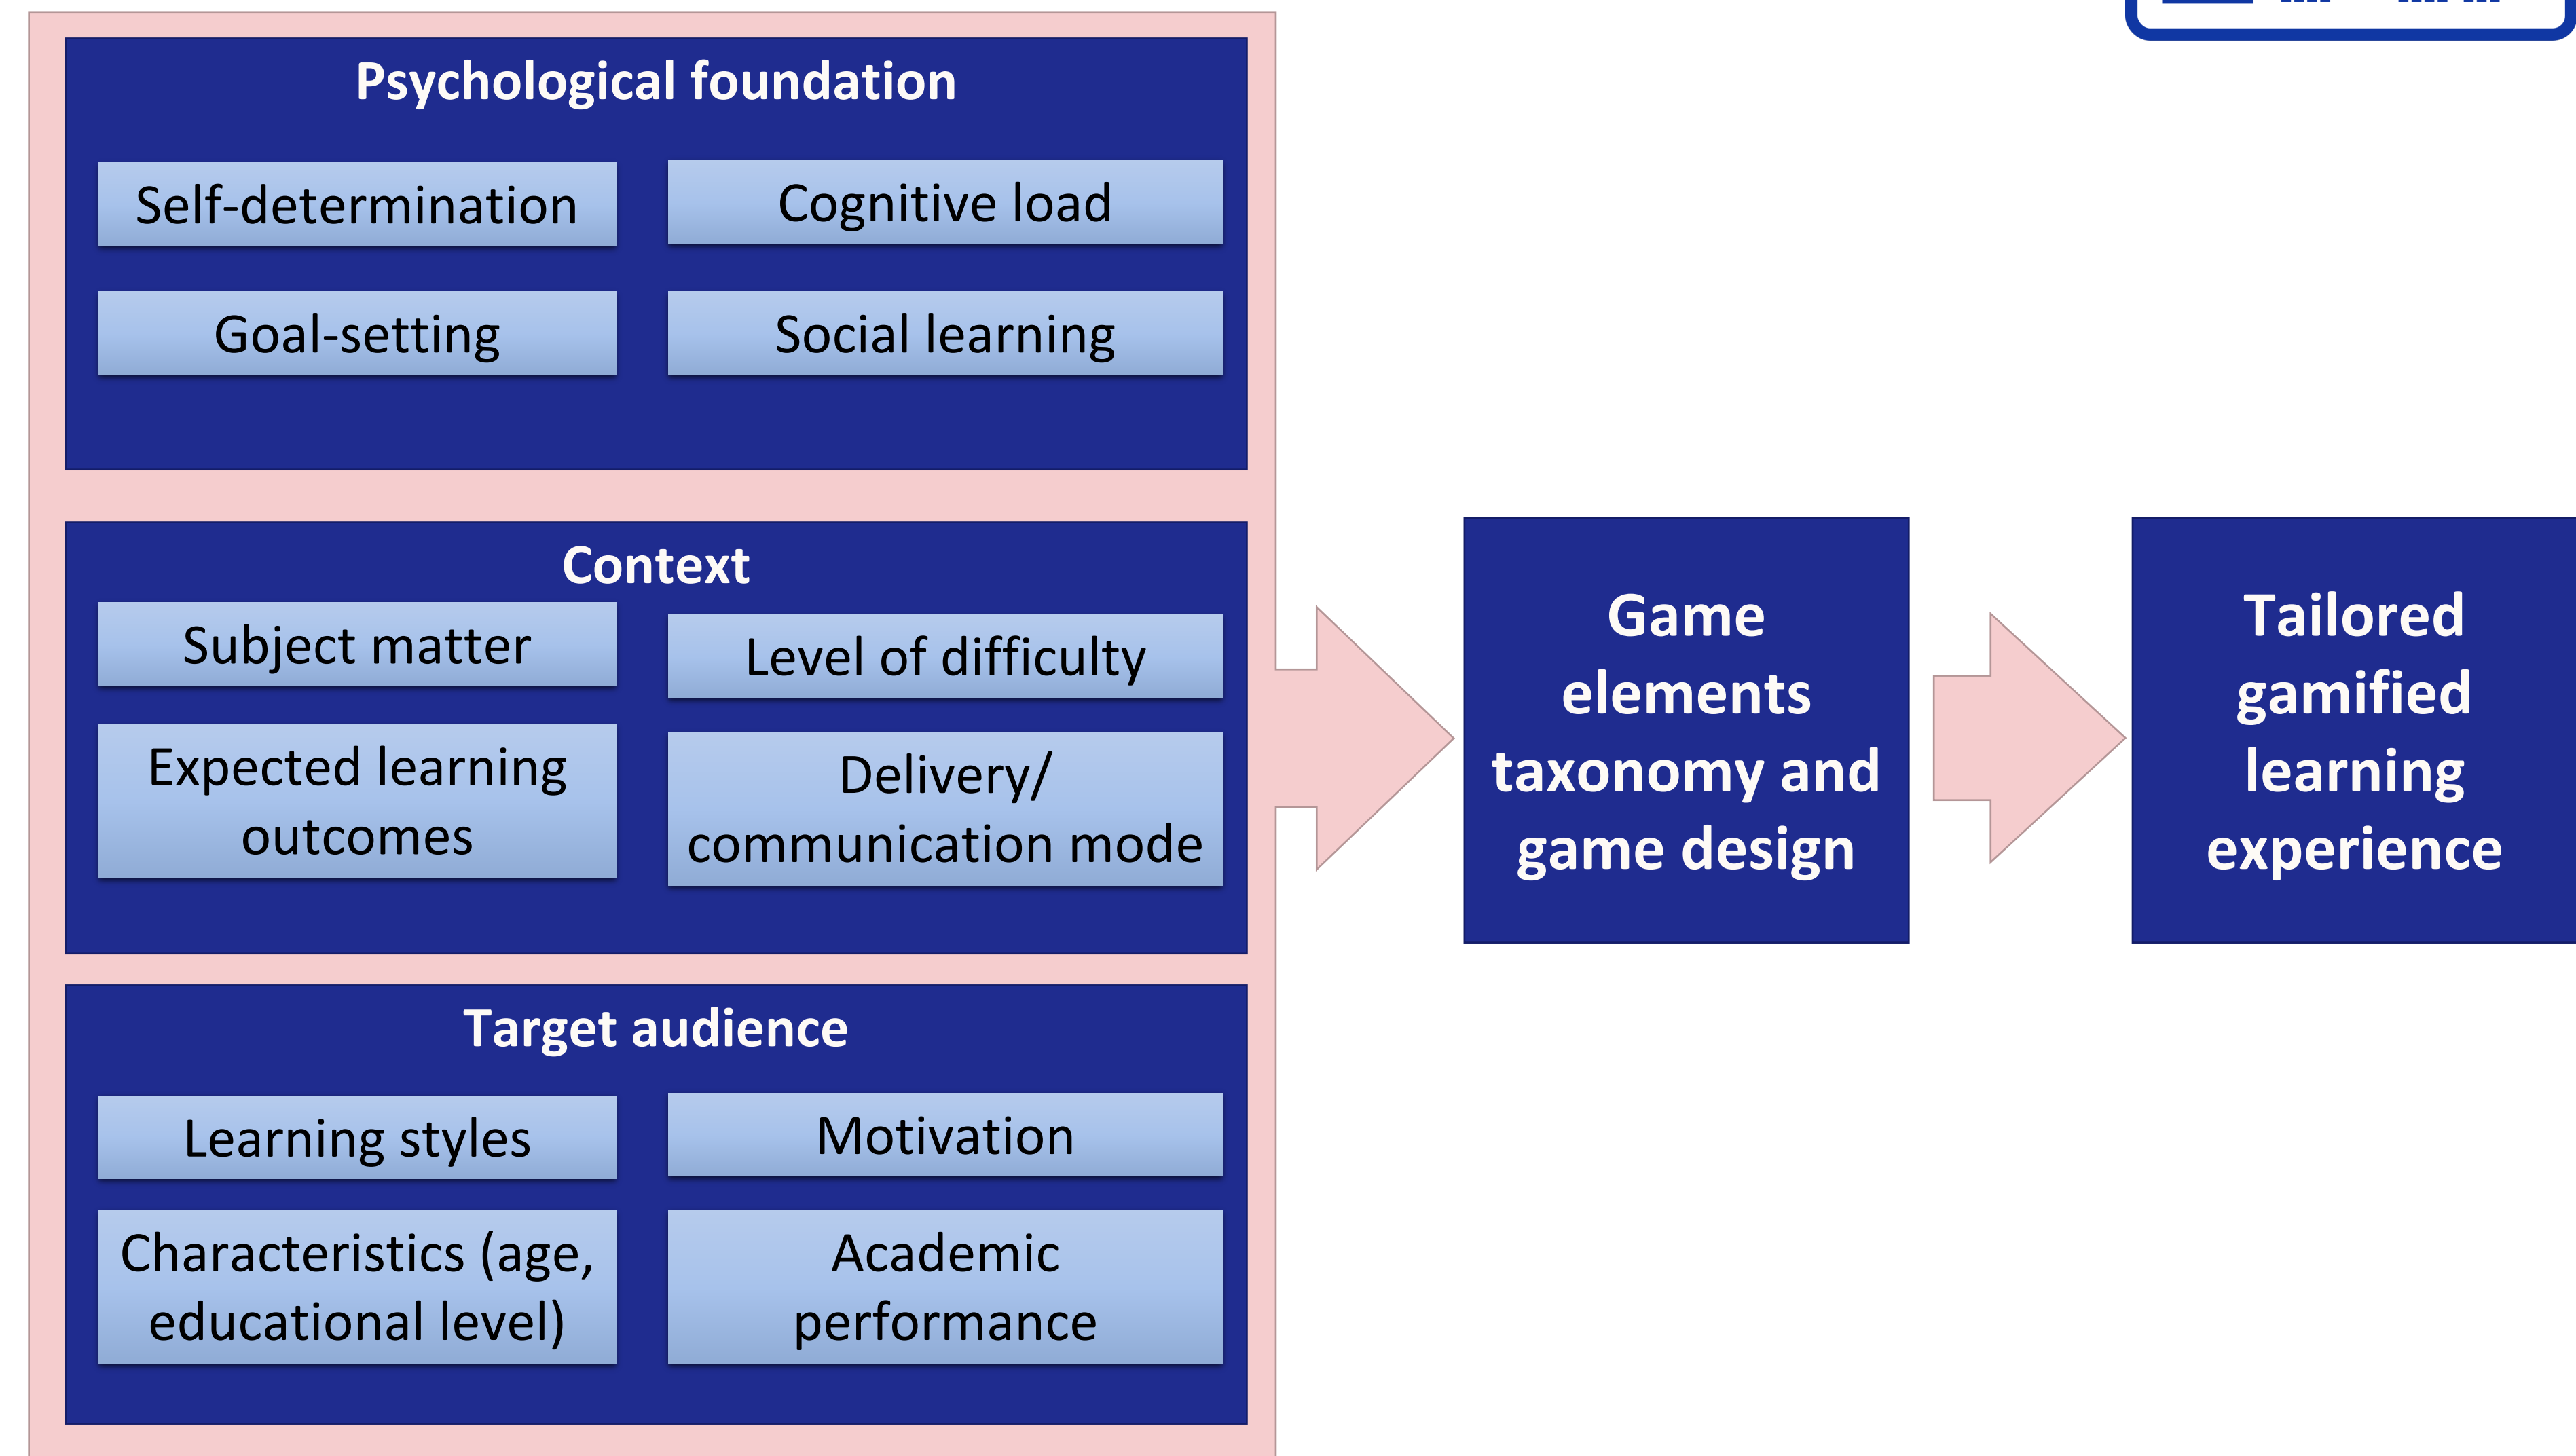 Psychological foundation
Self-determination
Cognitive load
Goal-setting
Social learning
Context
Subject matter
Level of difficulty
Expected learning
outcomes
Delivery/
communication mode
Target audience
Learning styles
Motivation
Characteristics (age,
educational level)
Academic
performance
Game
elements
taxonomy and
game design
Tailored
gamified
learning
experience